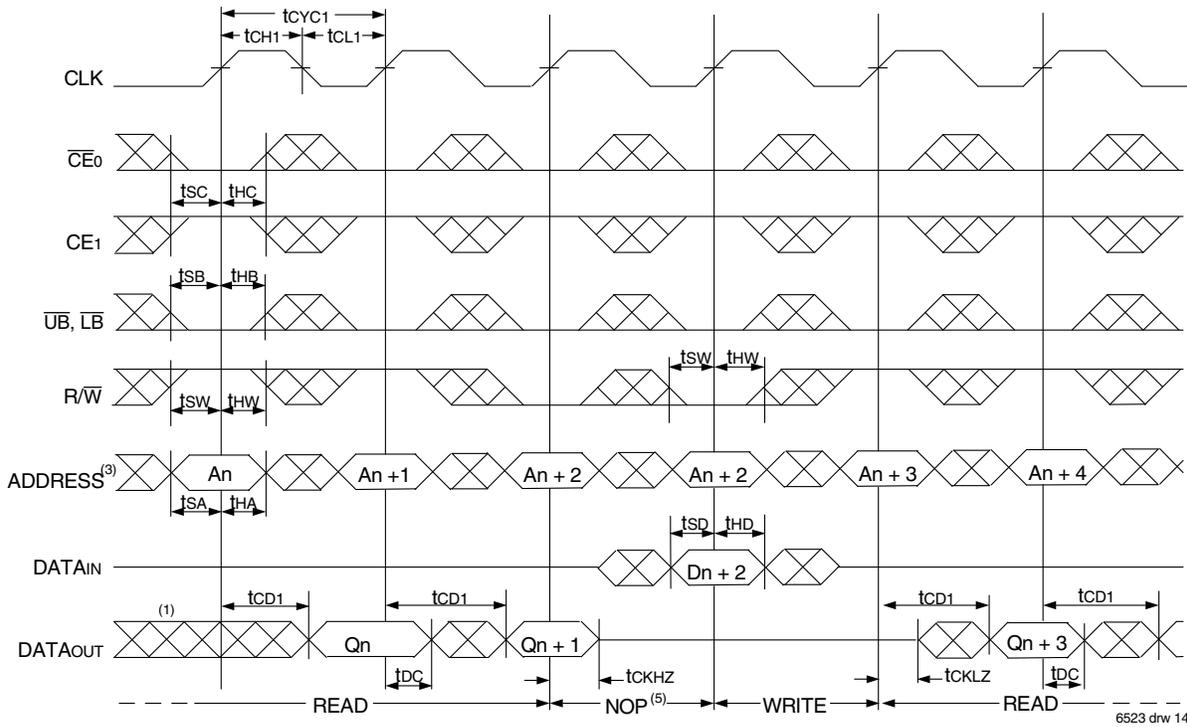 tCYC1
tCH1 tCL1
CLK
CE0
tSC tHC
CE1
tSB tHB
UB, LB
tSW tHW
R/W
tSW tHW
ADDRESS(3) An An +1 An + 2 An + 2 An + 3 An + 4
tSA tHA
tSD tHD
DATAIN Dn + 2
(1) tCD1 tCD1 tCD1 tCD1
DATAOUT Qn Qn + 1 Qn + 3
tDC tCKHZ tCKLZ tDC
READ NOP (5) WRITE READ
6523 drw 14